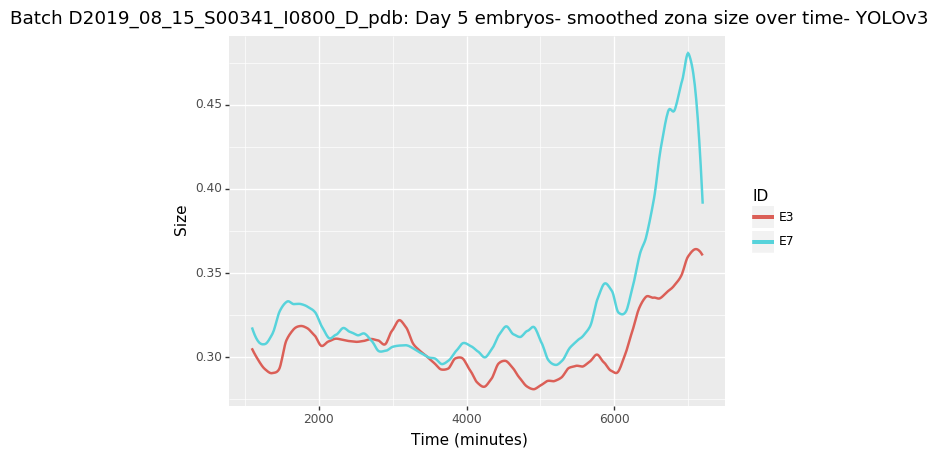 Batch D2019_08_15_S00341_I0800_D_pdb: Day 5 embryos- smoothed zona size over time- YOLOv3
0.45
0.40
0.35
0.30
Size
2000
4000
6000
Time (minutes)
ID
E3
E7